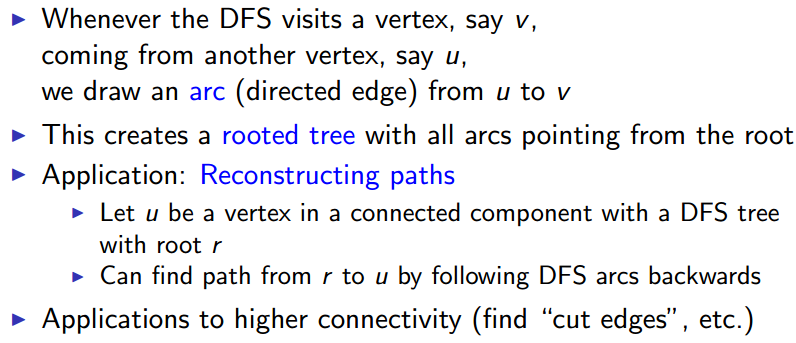 ▶ Whenever the DFS visits a vertex, say v,
coming from another vertex, say u,
we draw an arc (directed edge) from u to v
▶ This creates a rooted tree with all arcs pointing from the root
▶ Application: Reconstructing paths
▶ Let u be a vertex in a connected component with a DFS tree
with root r
▶ Can find path from r to u by following DFS arcs backwards
▶ Applications to higher connectivity (find “cut edges”, etc.)